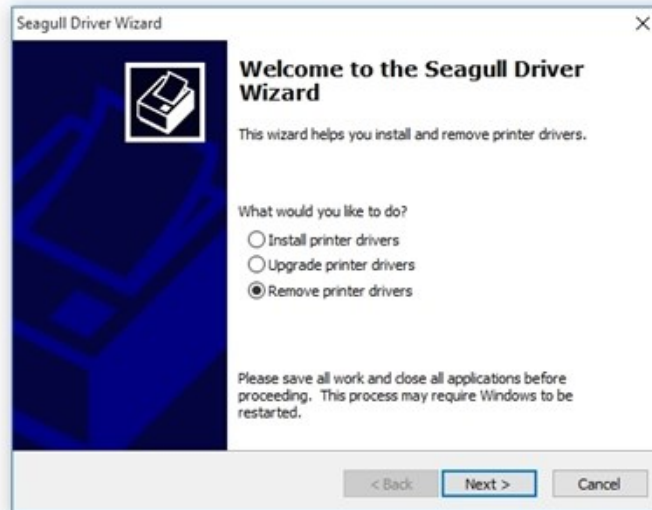 Seagull Driver Wizard
Welcome to the Seagull Driver
Wizard
This wizard helps you install and remove printer drivers.
What would you like to do?
Install printer drivers
Upgrade printer drivers
Remove printer drivers
Please save all work and close all applications before
proceeding. This process may require Windows to be
restarted.
< Back Next > Cancel